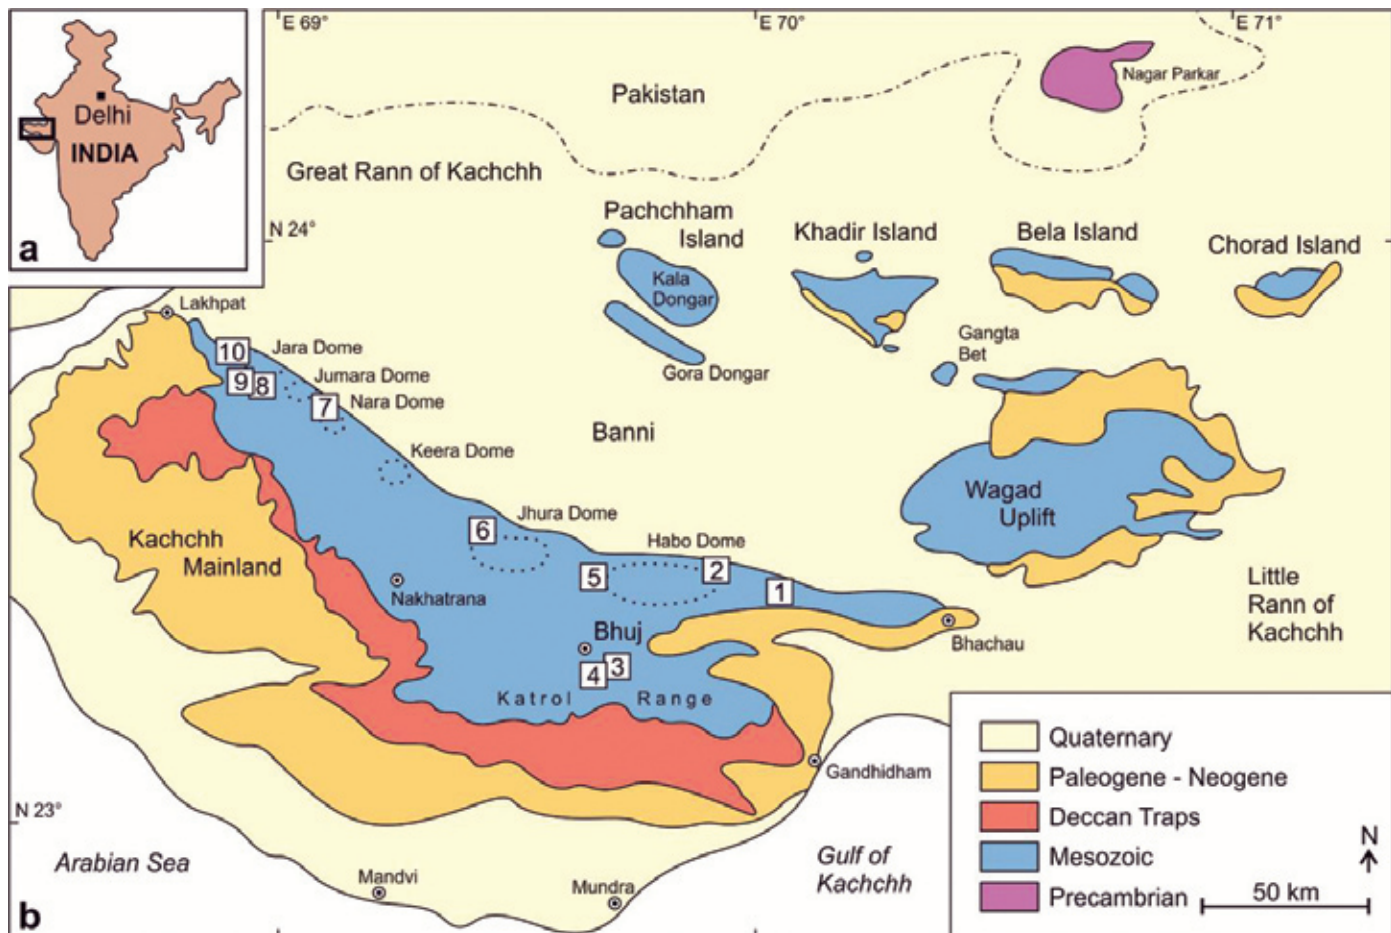 a
Delhi
INDIA
E 69°
E 70°
E 71°
Pakistan
Nagar Parkar
Great Rann of Kachchh
N 24°
Pachchham
Island
Khadir Island
Bela Island
Chorad Island
Kala
Dongar
Gora Dongar
Gangta
Bet
Lakhpat
10
Jara Dome
9
8
Jumara Dome
7
Nara Dome
Keera Dome
Banni
Wagad
Uplift
6
Jhura Dome
Habo Dome
5
2
1
Kachchh
Mainland
Nakhatrana
Bhuj
4
3
Katrol Range
Bhachau
Little
Rann of
Kachchh
Gandhidham
N 23°
Arabian Sea
Mandvi
Mundra
Gulf of
Kachchh
Quaternary
Paleogene - Neogene
Deccan Traps
Mesozoic
Precambrian
N
50 km
b